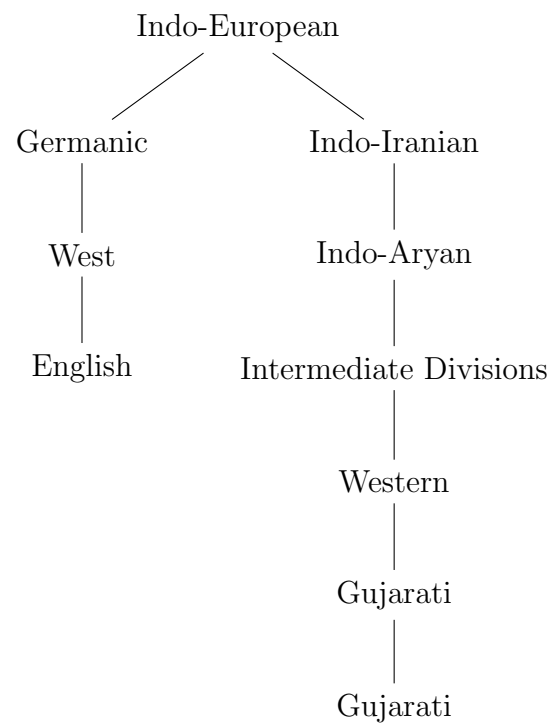 Indo-European
Germanic Indo-Iranian
West Indo-Aryan
English Intermediate Divisions
Western
Gujarati
Gujarati